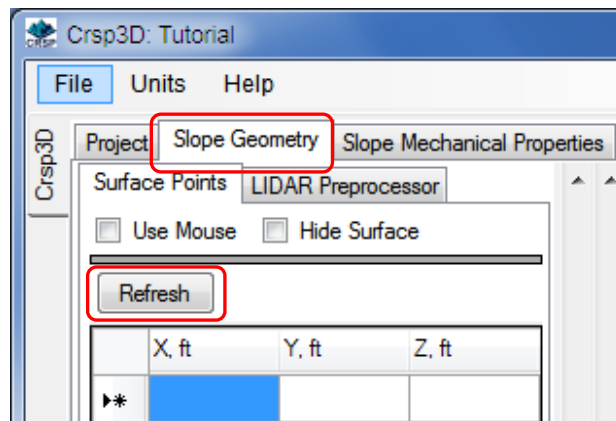 Crsp3D: Tutorial
File Units Help
Crsp3D
Project Slope Geometry Slope Mechanical Properties
Surface Points LIDAR Preprocessor
Use Mouse Hide Surface
Refresh
X, ft Y, ft Z, ft